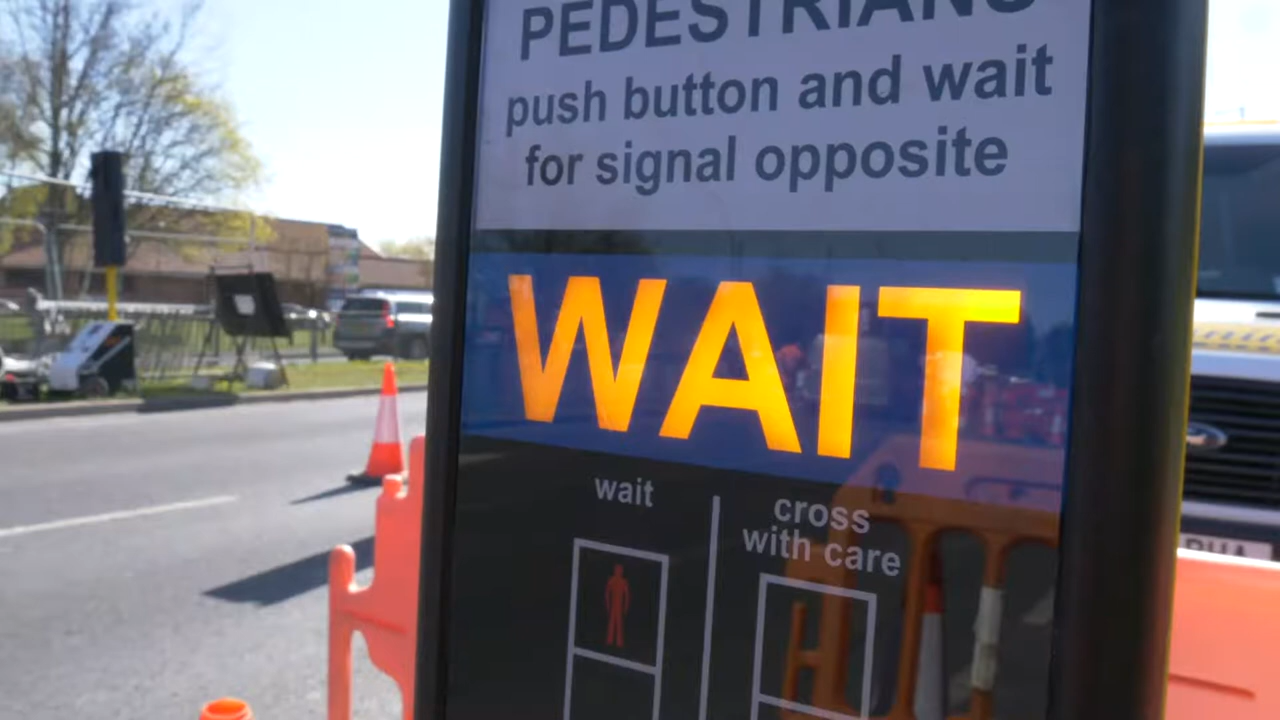 PEDESTRIANS
push button and wait
for signal opposite
WAIT
wait
cross
with care